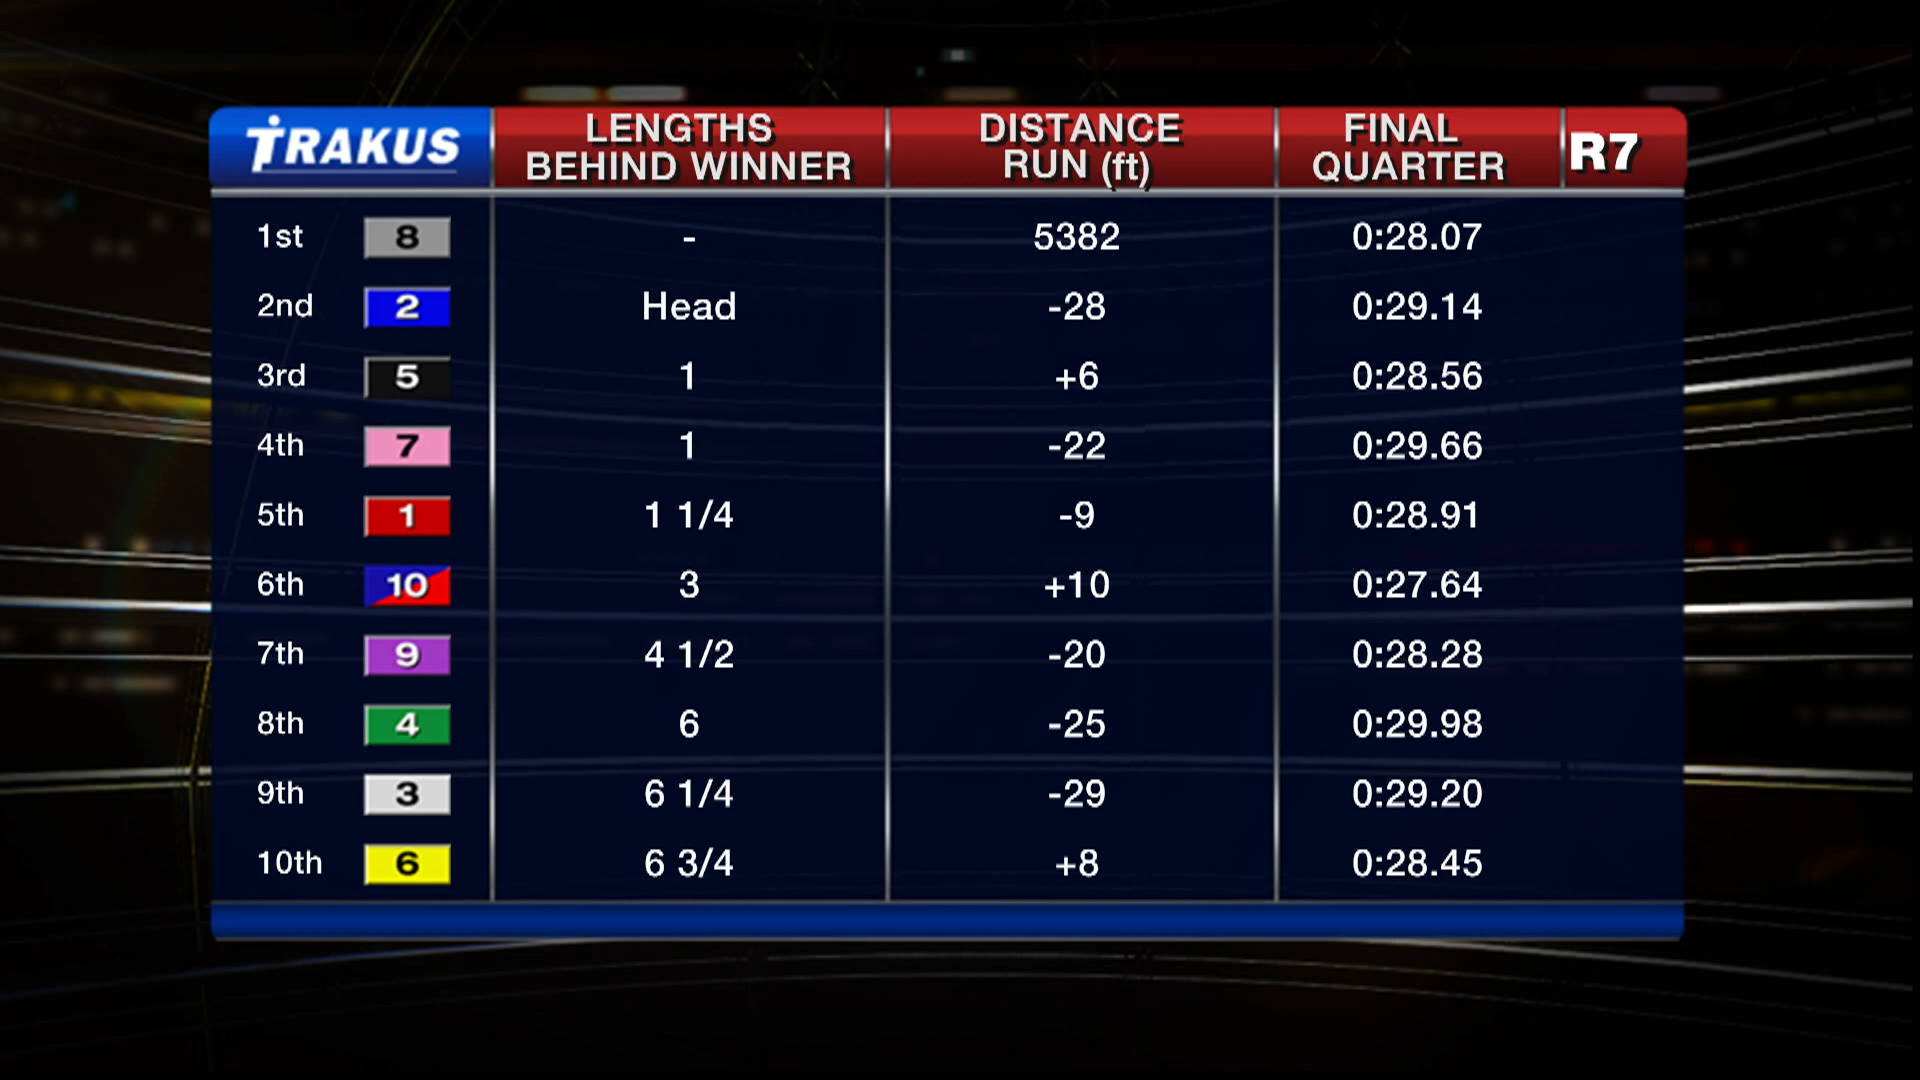 TRAKUS LENGTHS BEHIND WINNER DISTANCE RUN (ft) FINAL QUARTER R7
1st 8 - 5382 0:28.07
2nd 2 Head -28 0:29.14
3rd 5 1 +6 0:28.56
4th 7 1 -22 0:29.66
5th 1 1 1/4 -9 0:28.91
6th 10 3 +10 0:27.64
7th 9 4 1/2 -20 0:28.28
8th 4 6 -25 0:29.98
9th 3 6 1/4 -29 0:29.20
10th 6 6 3/4 +8 0:28.45